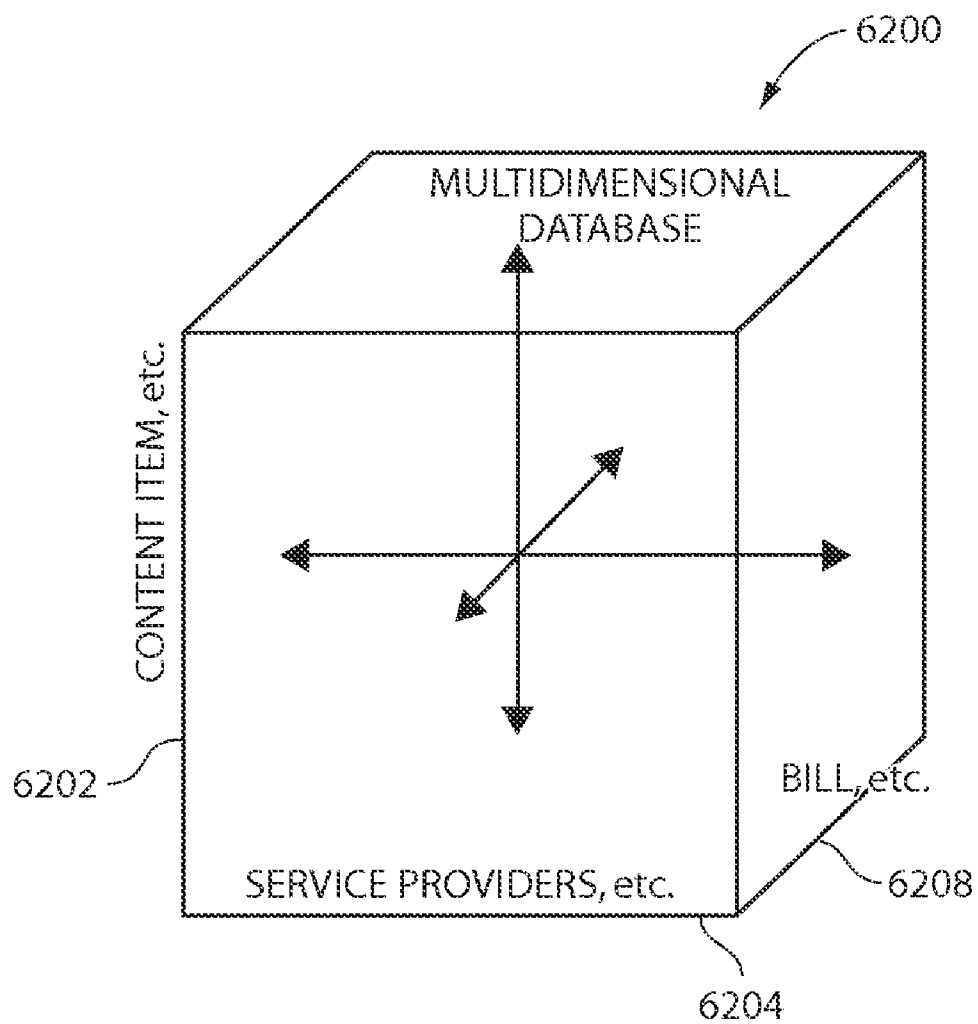 6200
MULTIDIMENSIONAL
DATABASE
CONTENT ITEM, etc.
6202
BILL, etc.
SERVICE PROVIDERS, etc.
6208
6204